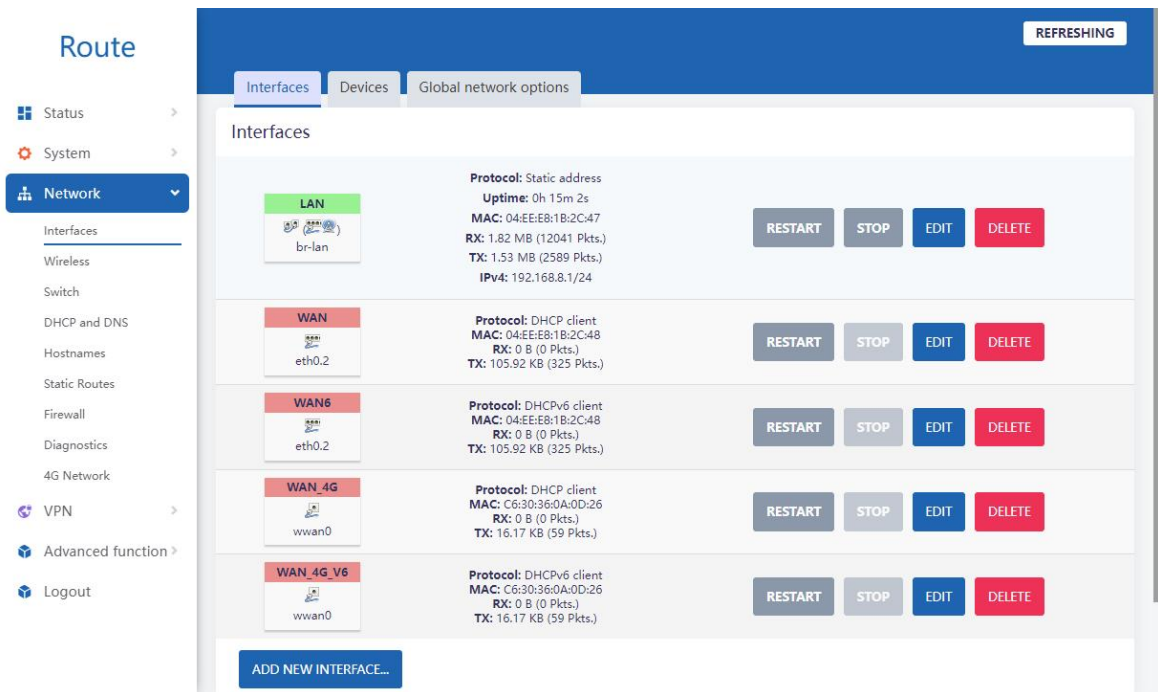 Route
REFRESHING
Interfaces
Devices
Global network options
Status
System
Network
Interfaces
Wireless
Switch
DHCP and DNS
Hostnames
Static Routes
Firewall
Diagnostics
4G Network
VPN
Advanced function
Logout
Interfaces
LAN
br-lan
Protocol: Static address
Uptime: 0h 15m 2s
MAC: 04:EE:E8:1B:2C:47
RX: 1.82 MB (12041 Pkts.)
TX: 1.53 MB (2589 Pkts.)
IPv4: 192.168.8.1/24
RESTART
STOP
EDIT
DELETE
WAN
eth0.2
Protocol: DHCP client
MAC: 04:EE:E8:1B:2C:48
RX: 0 B (0 Pkts.)
TX: 105.92 KB (325 Pkts.)
RESTART
STOP
EDIT
DELETE
WAN6
eth0.2
Protocol: DHCPv6 client
MAC: 04:EE:E8:1B:2C:48
RX: 0 B (0 Pkts.)
TX: 105.92 KB (325 Pkts.)
RESTART
STOP
EDIT
DELETE
WAN_4G
wwan0
Protocol: DHCP client
MAC: C6:30:36:0A:0D:26
RX: 0 B (0 Pkts.)
TX: 16.17 KB (59 Pkts.)
RESTART
STOP
EDIT
DELETE
WAN_4G_V6
wwan0
Protocol: DHCPv6 client
MAC: C6:30:36:0A:0D:26
RX: 0 B (0 Pkts.)
TX: 16.17 KB (59 Pkts.)
RESTART
STOP
EDIT
DELETE
ADD NEW INTERFACE...